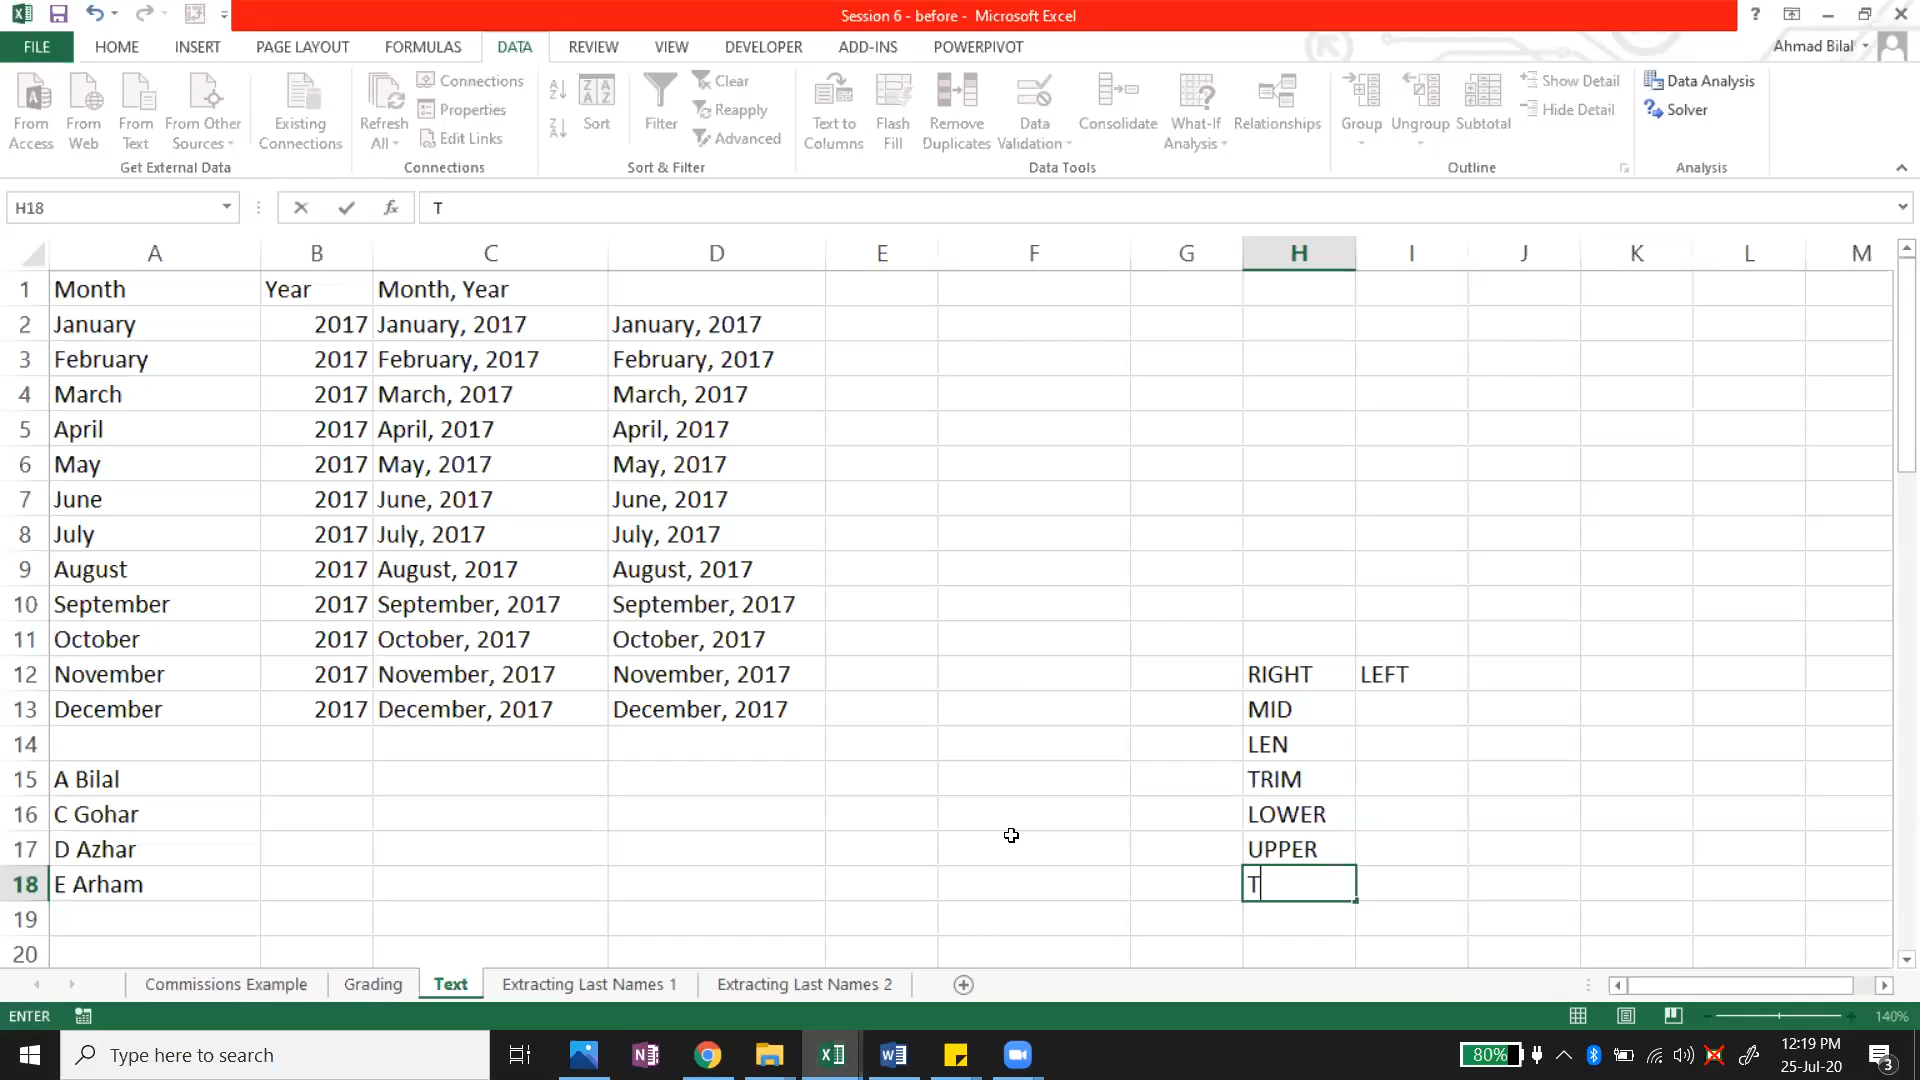 Session 6 - before - Microsoft Excel
FILE HOME INSERT PAGE LAYOUT FORMULAS DATA REVIEW VIEW DEVELOPER ADD-INS POWERPIVOT Ahmad Bilal
From Access From Web From Text From Other Sources Existing Connections Refresh All Connections Properties Edit Links Sort Filter Clear Reapply Advanced Text to Columns Flash Fill Remove Duplicates Data Validation Consolidate What-If Analysis Relationships Group Ungroup Subtotal Show Detail Hide Detail Data Analysis Solver
Get External Data Connections Sort & Filter Data Tools Outline Analysis
H18 fx T
A B C D E F G H I J K L M
1 Month Year Month, Year
2 January 2017 January, 2017 January, 2017
3 February 2017 February, 2017 February, 2017
4 March 2017 March, 2017 March, 2017
5 April 2017 April, 2017 April, 2017
6 May 2017 May, 2017 May, 2017
7 June 2017 June, 2017 June, 2017
8 July 2017 July, 2017 July, 2017
9 August 2017 August, 2017 August, 2017
10 September 2017 September, 2017 September, 2017
11 October 2017 October, 2017 October, 2017
12 November 2017 November, 2017 November, 2017 RIGHT LEFT
13 December 2017 December, 2017 December, 2017 MID
14 LEN
15 A Bilal TRIM
16 C Gohar LOWER
17 D Azhar UPPER
18 E Arham T
19
20
Commissions Example Grading Text Extracting Last Names 1 Extracting Last Names 2
ENTER 140%
Type here to search 80% 12:19 PM
25-Jul-20 3